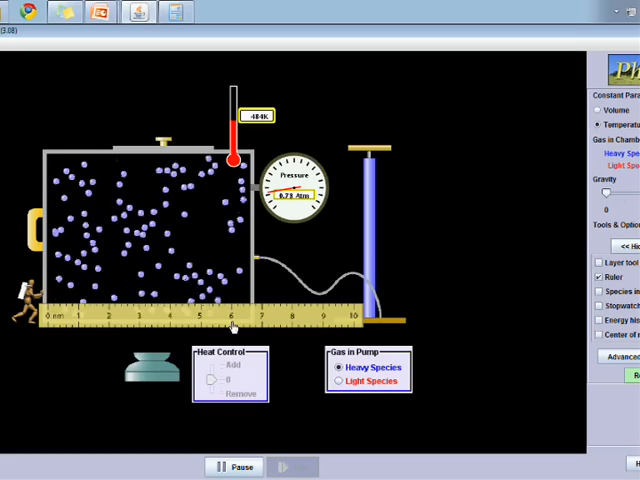 (3.08)
Ph
484K
Constant Para
Volume
Temperatu
Pressure
Gas in Chamb
Heavy Spe
Light Spe
0.78 Atm
Gravity
0
Tools & Optio
<< Hi
Layer tool
Ruler
Species in
Stopwatch
Energy his
Center of m
0 nm 1 2 3 4 5 6 7 8 9 10
Heat Control
Add
0
Remove
Gas in Pump
Heavy Species
Light Species
Advanced
Re
Pause
H